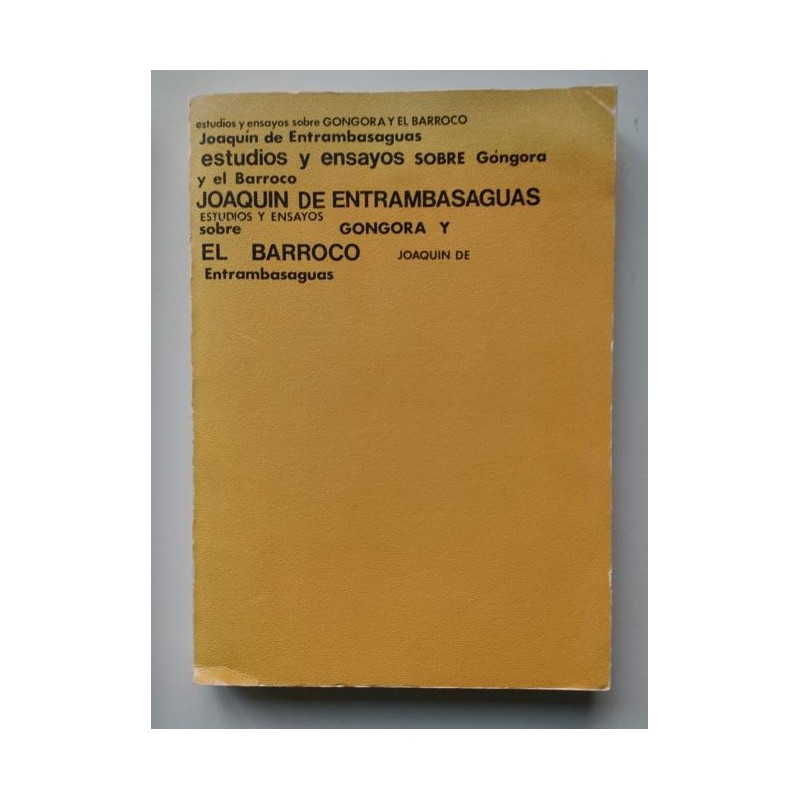 estudios y ensayos sobre GONGORA Y EL BARROCO
Joaquín de Entrambasaguas
estudios y ensayos SOBRE Góngora
y el Barroco
JOAQUIN DE ENTRAMBASAGUAS
ESTUDIOS Y ENSAYOS
sobre GONGORA Y
EL BARROCO JOAQUIN DE
Entrambasaguas